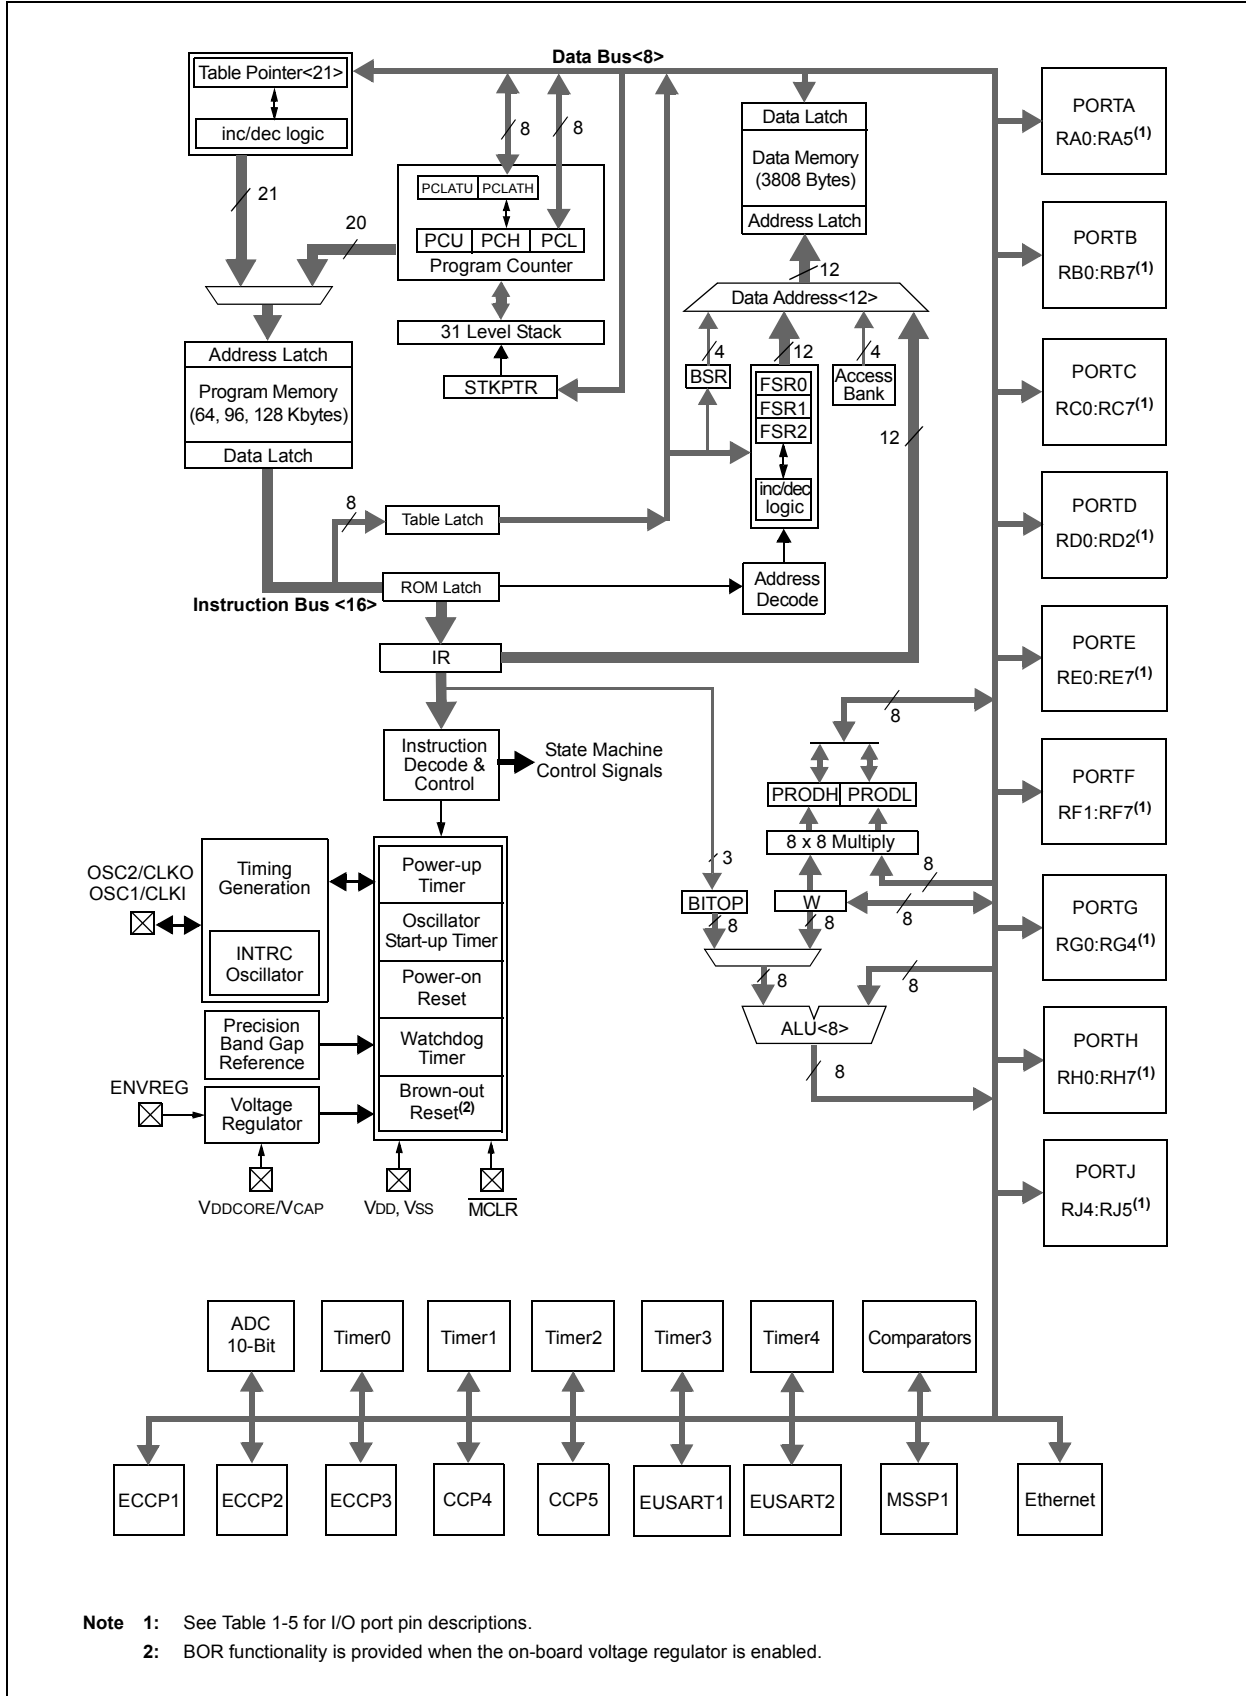 Data Bus<8>
Table Pointer<21>
inc/dec logic
21
20
8
8
PCLATU
PCLATH
PCU
PCH
PCL
Program Counter
31 Level Stack
STKPTR
Data Latch
Data Memory
(3808 Bytes)
Address Latch
12
Data Address<12>
4
12
4
BSR
FSR0
FSR1
FSR2
inc/dec
logic
Access
Bank
12
Address Latch
Program Memory
(64, 96, 128 Kbytes)
Data Latch
8
Table Latch
ROM Latch
Instruction Bus <16>
Address
Decode
IR
Instruction
Decode &
Control
State Machine
Control Signals
8
PRODH
PRODL
8 x 8 Multiply
3
8
BITOP
W
8
8
8
8
8
ALU<8>
8
OSC2/CLKO
OSC1/CLKI
Timing
Generation
INTRC
Oscillator
Power-up
Timer
Oscillator
Start-up Timer
Power-on
Reset
Watchdog
Timer
Brown-out
Reset(2)
Precision
Band Gap
Reference
ENVREG
Voltage
Regulator
VDDCORE/VCAP
VDD, VSS
MCLR
PORTA
RA0:RA5(1)
PORTB
RB0:RB7(1)
PORTC
RC0:RC7(1)
PORTD
RD0:RD2(1)
PORTE
RE0:RE7(1)
PORTF
RF1:RF7(1)
PORTG
RG0:RG4(1)
PORTH
RH0:RH7(1)
PORTJ
RJ4:RJ5(1)
ADC
10-Bit
Timer0
Timer1
Timer2
Timer3
Timer4
Comparators
ECCP1
ECCP2
ECCP3
CCP4
CCP5
EUSART1
EUSART2
MSSP1
Ethernet
Note 1: See Table 1-5 for I/O port pin descriptions.
2: BOR functionality is provided when the on-board voltage regulator is enabled.